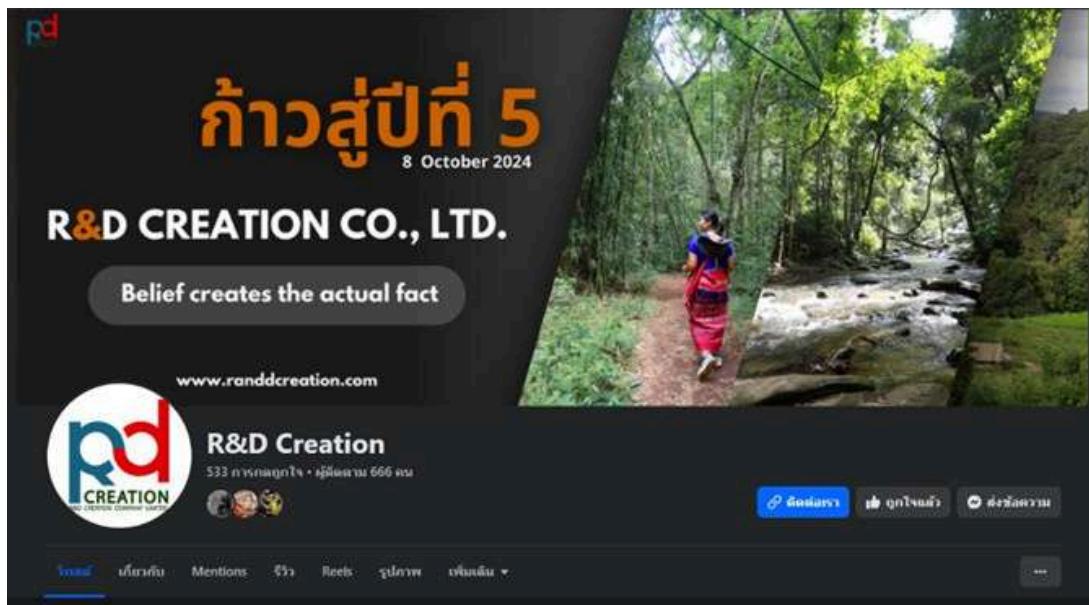 rd
ก้าวสู่ปีที่ 5
8 October 2024
R&D CREATION CO., LTD.
Belief creates the actual fact
www.randdcreation.com
rd
CREATION
R&D Creation
533 การกดถูกใจ • ผู้ติดตาม 666 คน
ติดต่อเรา ถูกใจแล้ว ส่งข้อความ
โพสต์ เกี่ยวกับ Mentions รีวิว Reels รูปภาพ เพิ่มเติม